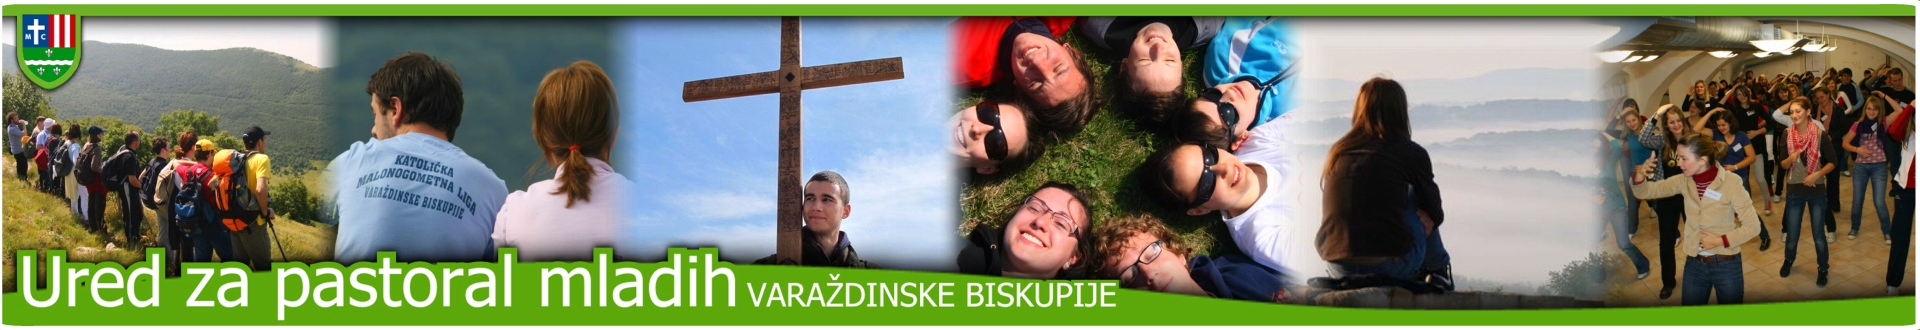 M C
KATOLIČKA
MALONOGOMETNA LIGA
VARAŽDINSKE BISKUPIJE
Ured za pastoral mladih VARAŽDINSKE BISKUPIJE